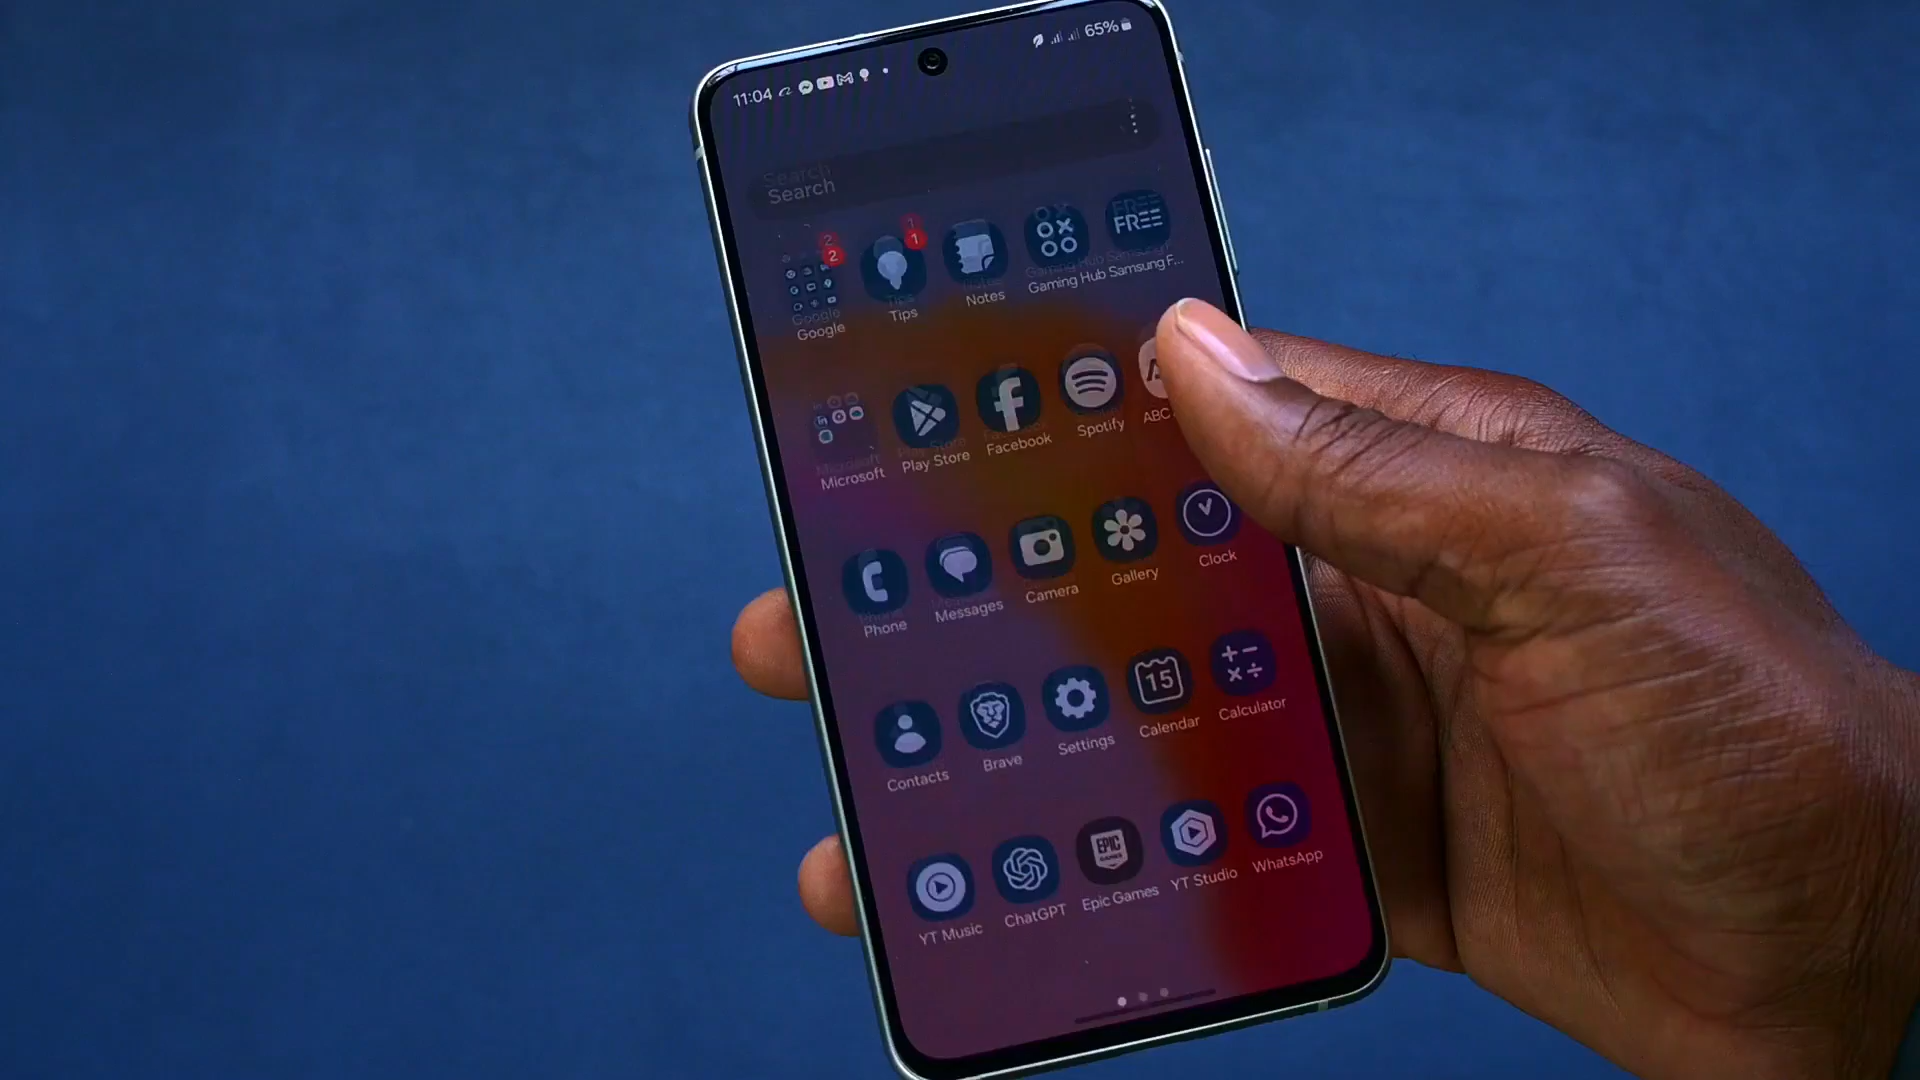 11:04
65%
Search
2
1
Google
Tips
Notes
Gaming Hub
FREE
Samsung F...
Microsoft
Play Store
Facebook
Spotify
ABC
Phone
Messages
Camera
Gallery
Clock
Contacts
Brave
Settings
15
Calendar
Calculator
YT Music
ChatGPT
EPIC
GAMES
Epic Games
YT Studio
WhatsApp